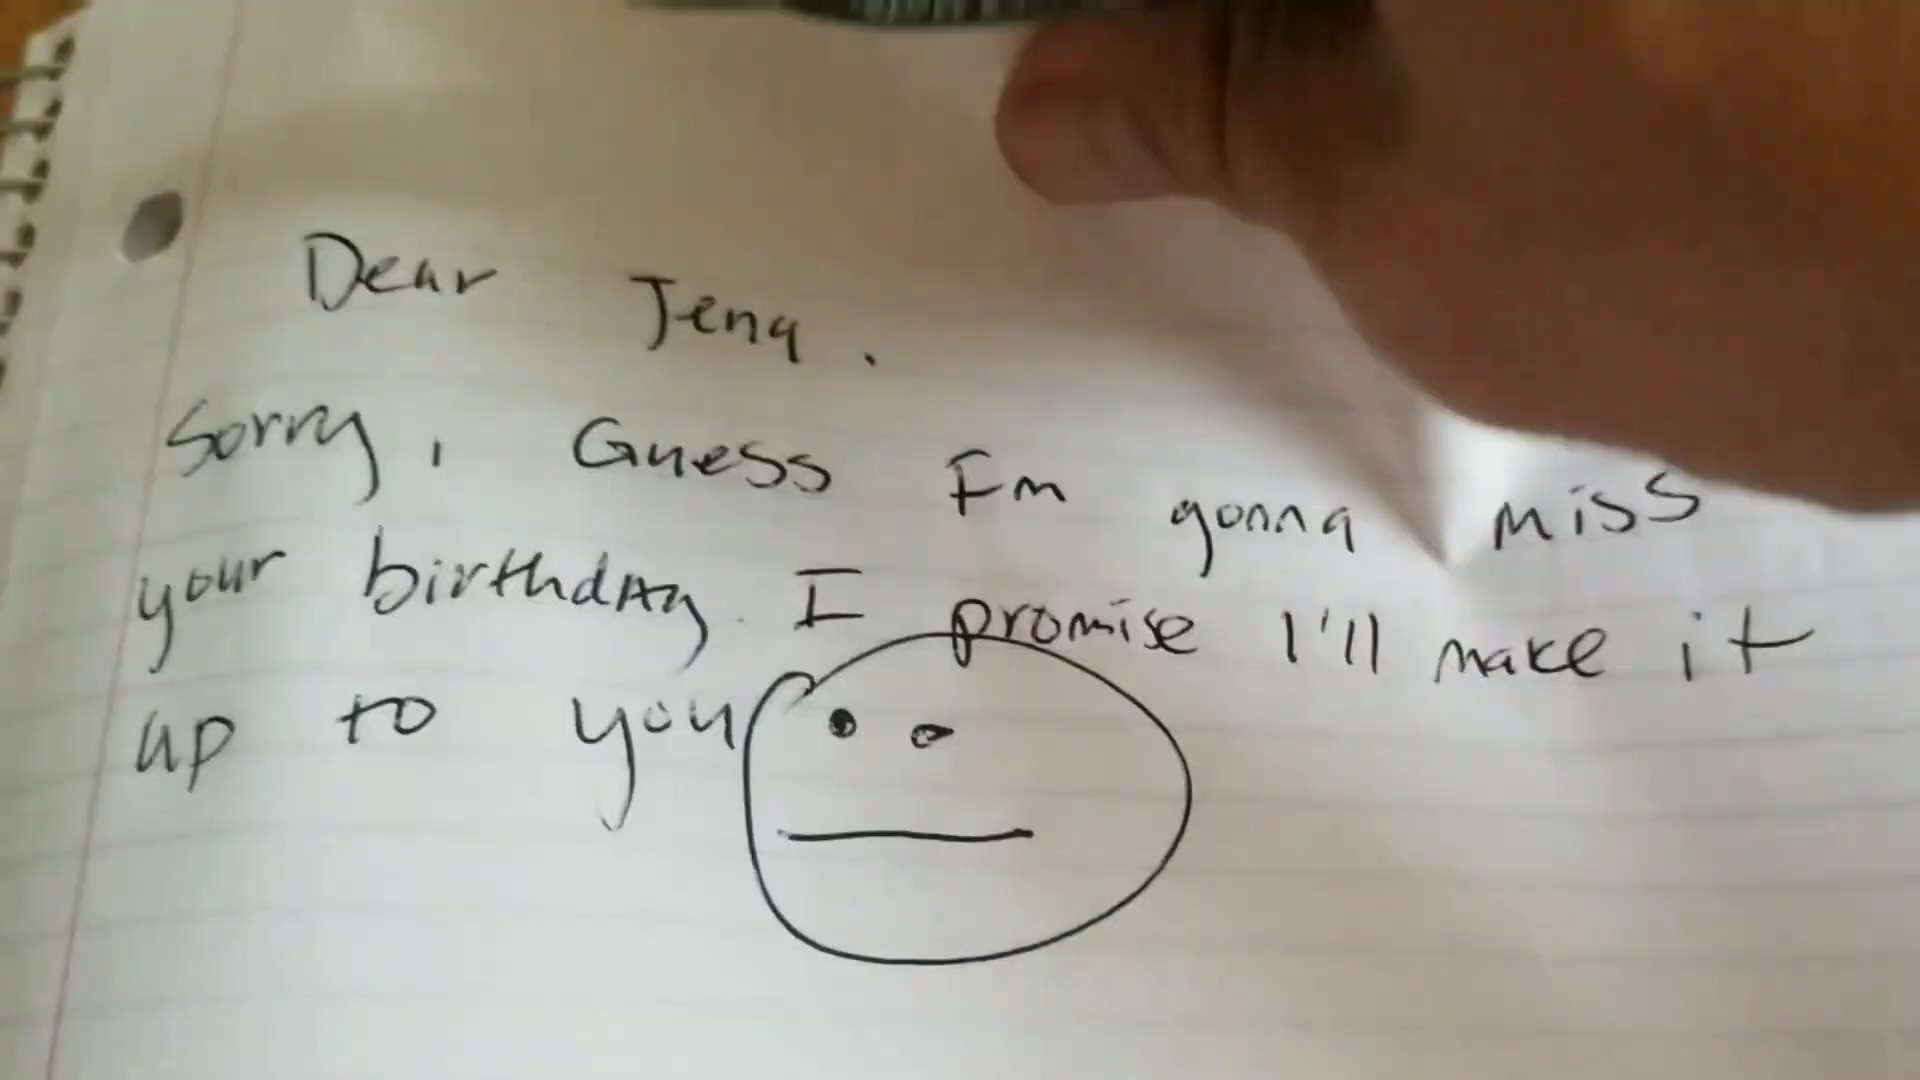 Dear Jena.
Sorry, Guess I'm gonna miss
your birthday. I promise I'll make it
up to you